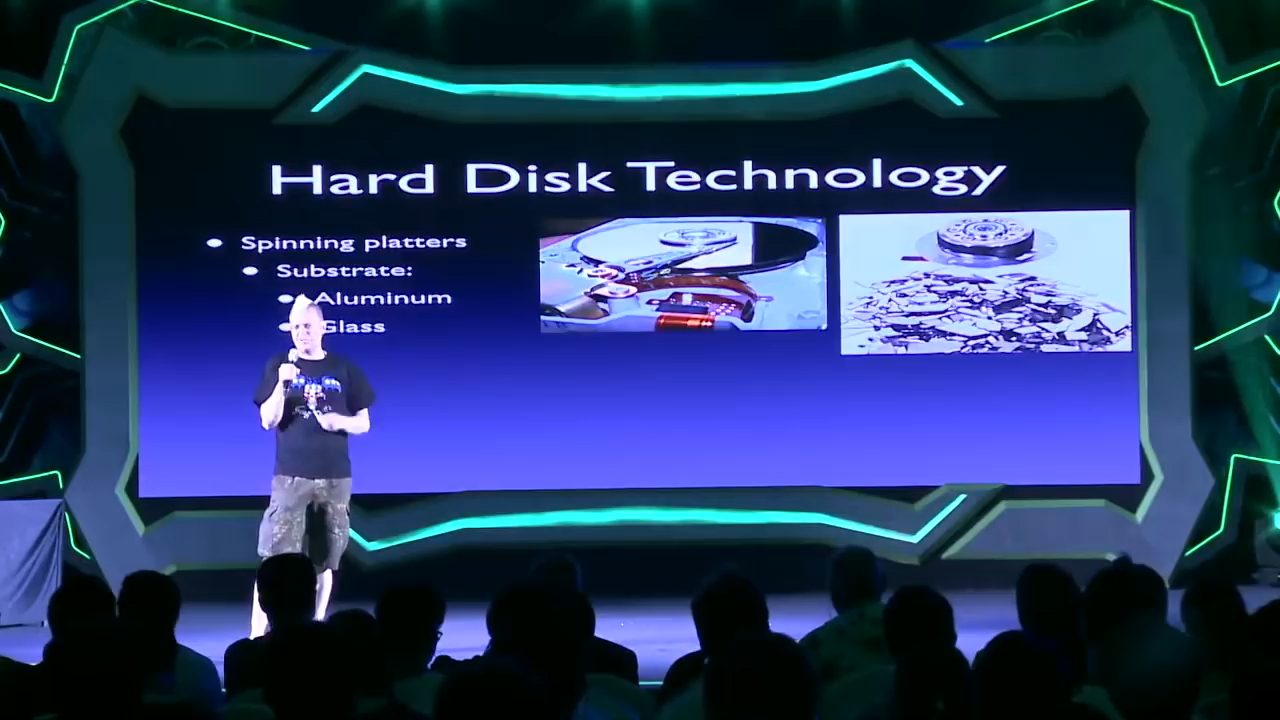 Hard Disk Technology
Spinning platters
Substrate:
Aluminum
Glass